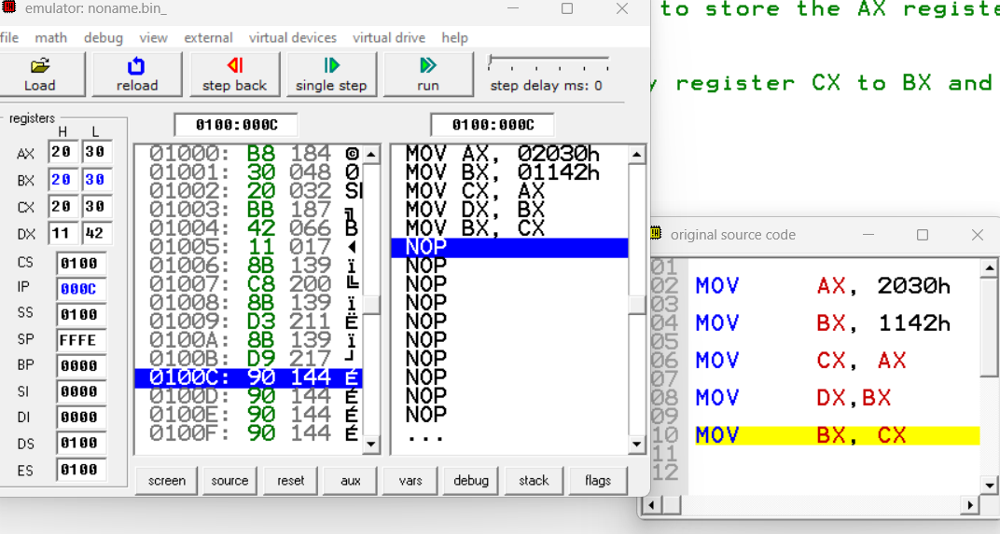 emulator: noname.bin_
file math debug view external virtual devices virtual drive help
Load reload step back single step run step delay ms: 0
registers
H L
AX 20 30
BX 20 30
CX 20 30
DX 11 42
CS 0100
IP 000C
SS 0100
SP FFFE
BP 0000
SI 0000
DI 0000
DS 0100
ES 0100
0100:000C
01000: B8 184 ©
01001: 30 048 0
01002: 20 032 SI
01003: BB 187 ╗
01004: 42 066 B
01005: 11 017 ◄
01006: 8B 139 ï
01007: C8 200 ╚
01008: 8B 139 ï
01009: D3 211 Ë
0100A: 8B 139 ï
0100B: D9 217 ┘
0100C: 90 144 É
0100D: 90 144 É
0100E: 90 144 É
0100F: 90 144 É
0100:000C
MOV AX, 02030h
MOV BX, 01142h
MOV CX, AX
MOV DX, BX
MOV BX, CX
NOP
NOP
NOP
NOP
NOP
NOP
NOP
NOP
NOP
NOP
...
screen source reset aux vars debug stack flags
to store the AX registe
y register CX to BX and
original source code
01
02 MOV AX, 2030h
03
04 MOV BX, 1142h
05
06 MOV CX, AX
07
08 MOV DX,BX
09
10 MOV BX, CX
11
12